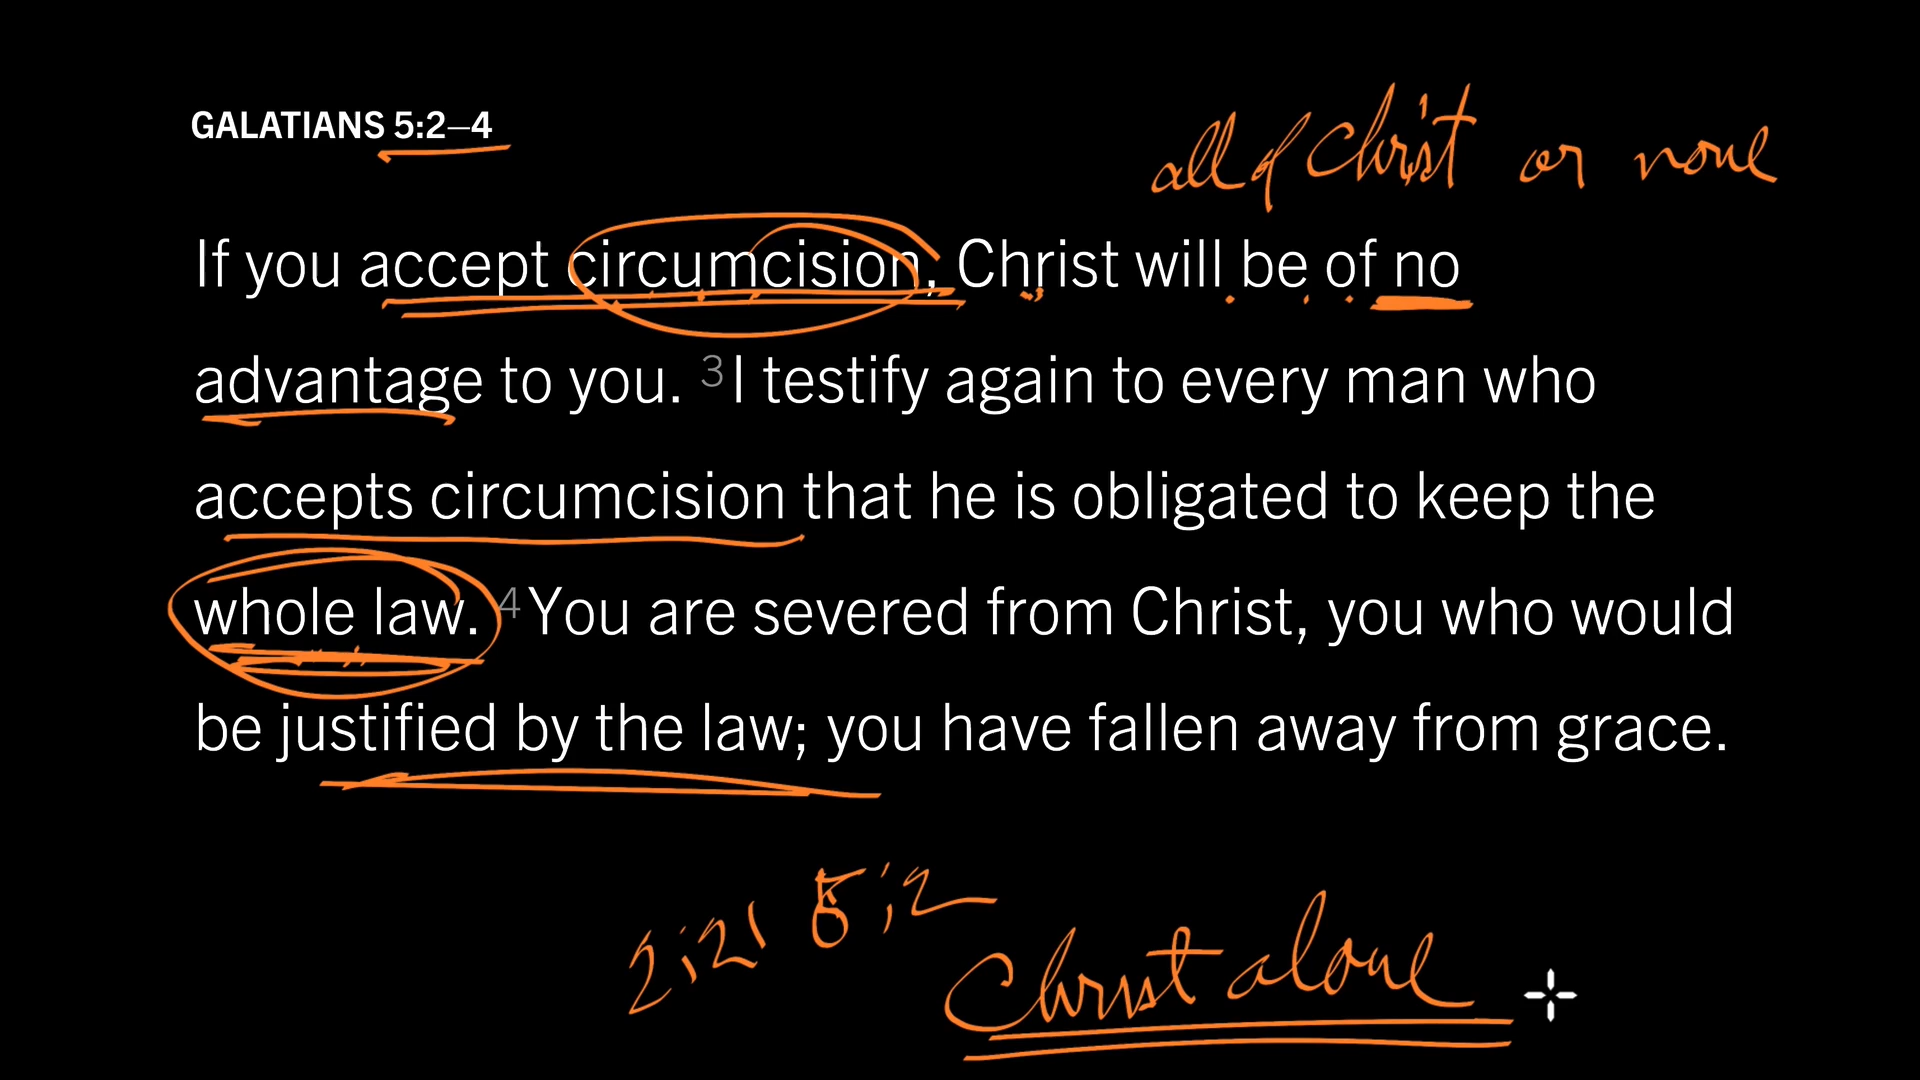 GALATIANS 5:2–4
all of Christ or none
If you accept circumcision, Christ will be of no
advantage to you. 3 I testify again to every man who
accepts circumcision that he is obligated to keep the
whole law. 4 You are severed from Christ, you who would
be justified by the law; you have fallen away from grace.
2:21 5:2
Christ alone